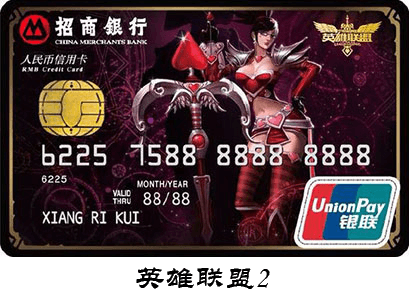 招商銀行
CHINA MERCHANTS BANK
人民币信用卡
RMB Credit Card
英雄联盟
6225 7588 8888 8888
6225
MONTH/YEAR
VALID THRU 88/88
XIANG RI KUI
UnionPay
银联
英雄联盟2